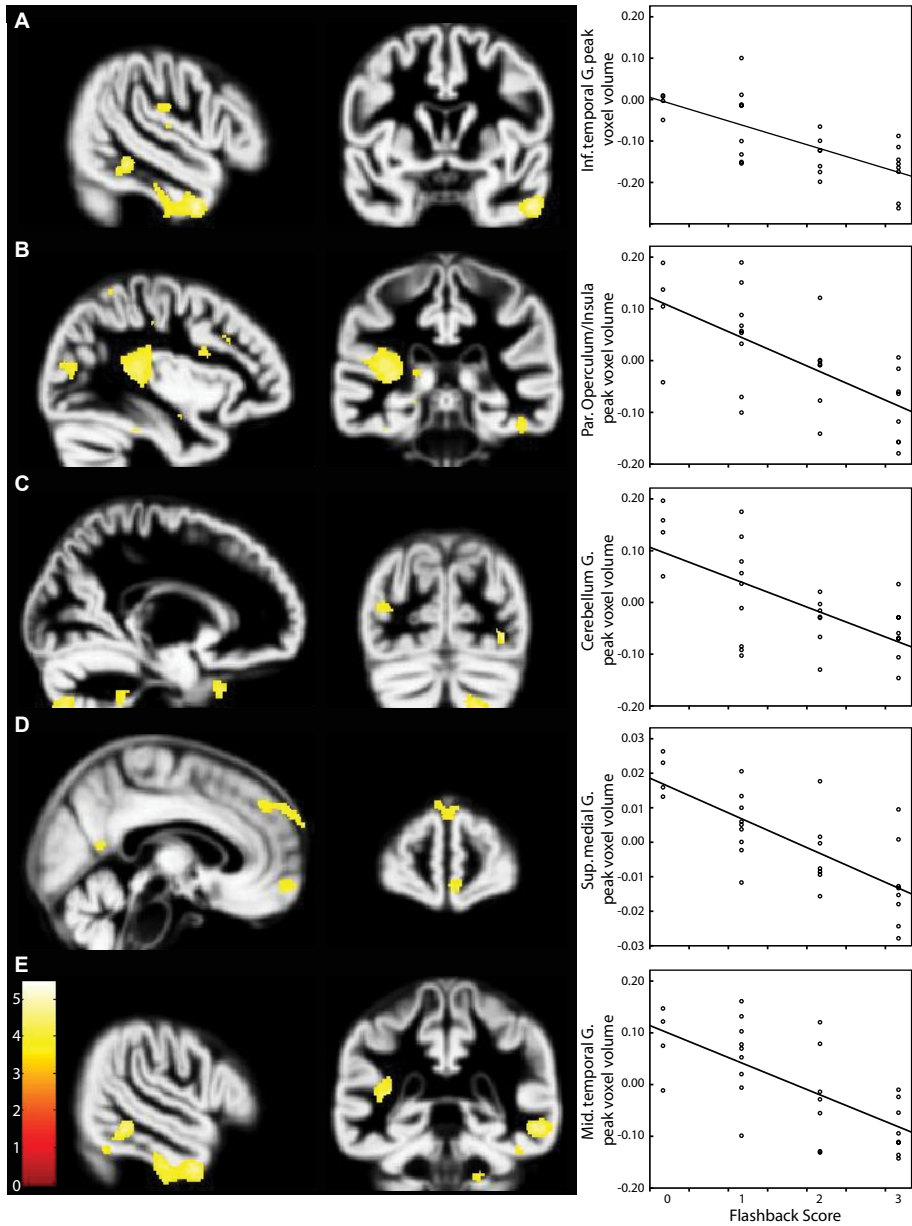 A
Inf. temporal G. peak
voxel volume
0.20
0.00
-0.10
-0.20
B
Par. Operculum/Insula
peak voxel volume
0.20
0.10
0.00
-0.10
-0.20
C
Cerebellum G.
peak voxel volume
0.20
0.10
0.00
-0.10
-0.20
D
Sup. medial G.
peak voxel volume
0.03
0.02
0.01
0.00
-0.01
-0.02
-0.03
E
5
4
3
2
1
0
Mid. temporal G.
peak voxel volume
0.20
0.10
0.00
-0.10
-0.20
0 1 2 3
Flashback Score